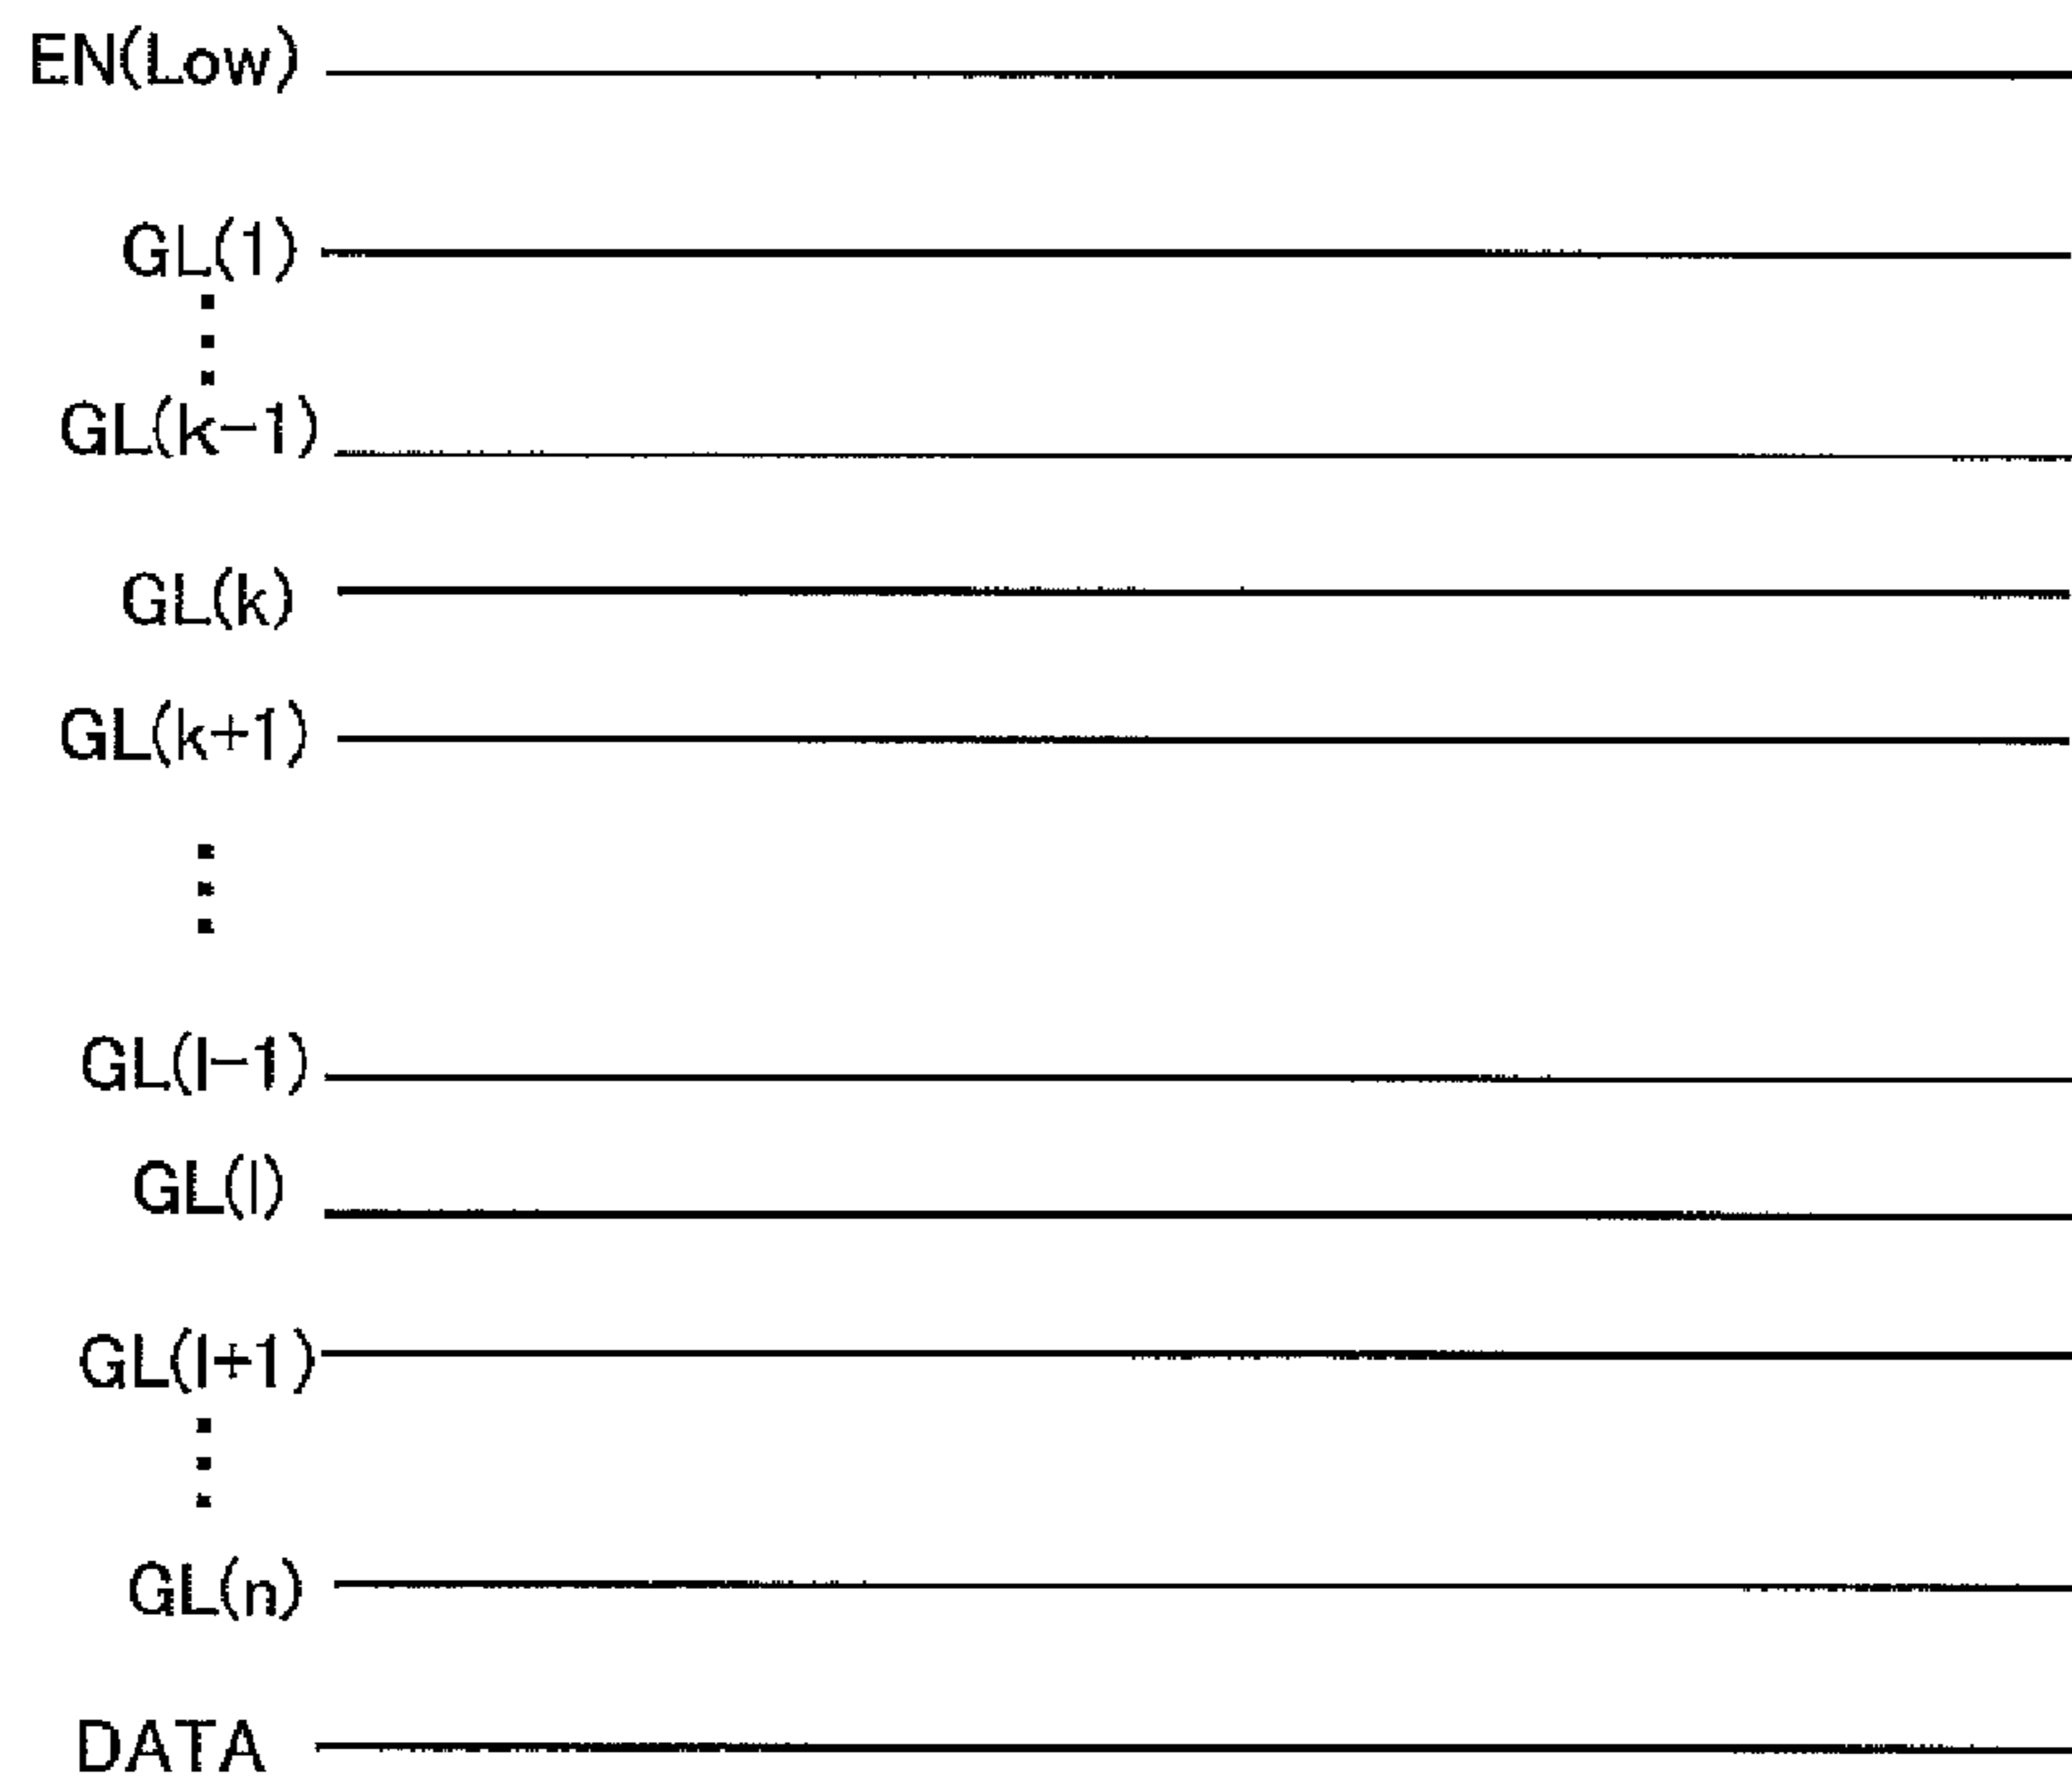 EN(Low)
GL(1)
GL(k-1)
GL(k)
GL(k+1)
GL(l-1)
GL(l)
GL(l+1)
GL(n)
DATA